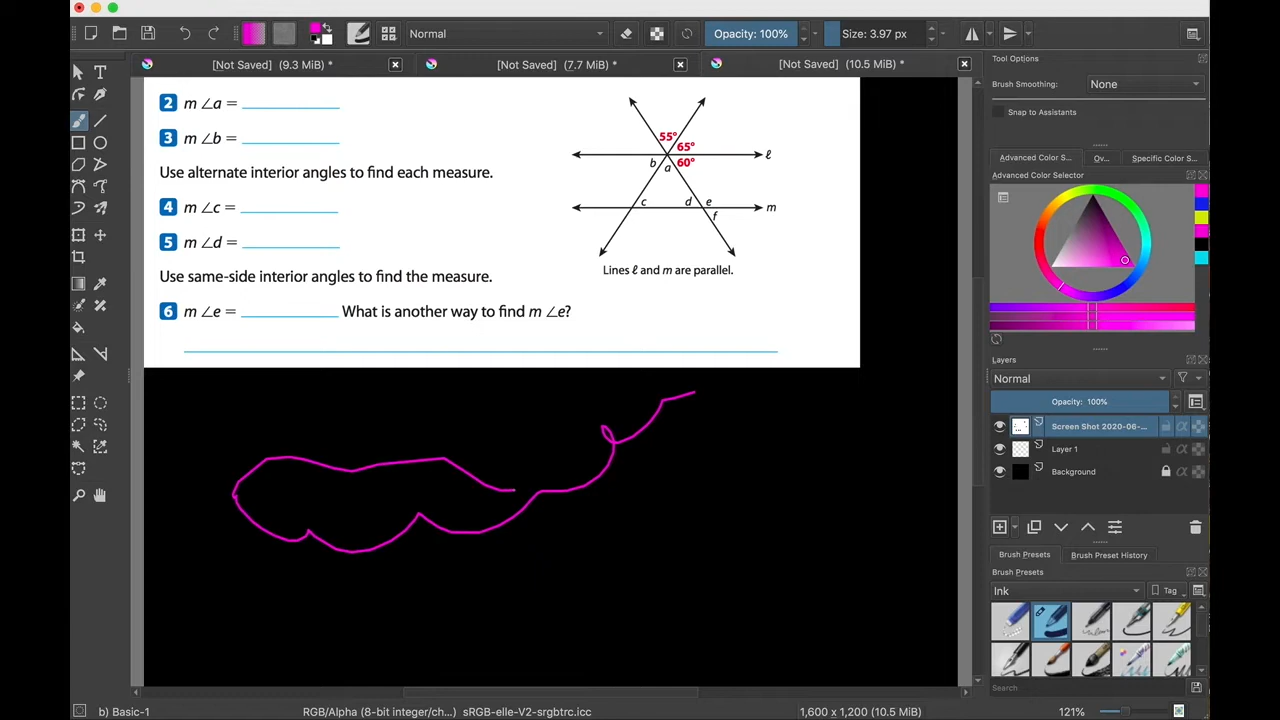 Normal
Opacity: 100%
Size: 3.97 px
[Not Saved] (9.3 MiB) *
[Not Saved] (7.7 MiB) *
[Not Saved] (10.5 MiB) *
2 m ∠a =
3 m ∠b =
Use alternate interior angles to find each measure.
4 m ∠c =
5 m ∠d =
Use same-side interior angles to find the measure.
6 m ∠e = What is another way to find m ∠e?
55°
65°
ℓ
b
60°
a
c
d
e
m
f
Lines ℓ and m are parallel.
Tool Options
Brush Smoothing:
None
Snap to Assistants
Advanced Color S...
Ov...
Specific Color S...
Advanced Color Selector
Layers
Normal
Opacity: 100%
Screen Shot 2020-06-...
Layer 1
Background
Brush Presets
Brush Preset History
Brush Presets
Ink
Tag
Search
b) Basic-1
RGB/Alpha (8-bit integer/ch...
sRGB-elle-V2-srgbtrc.icc
1,600 x 1,200 (10.5 MiB)
121%